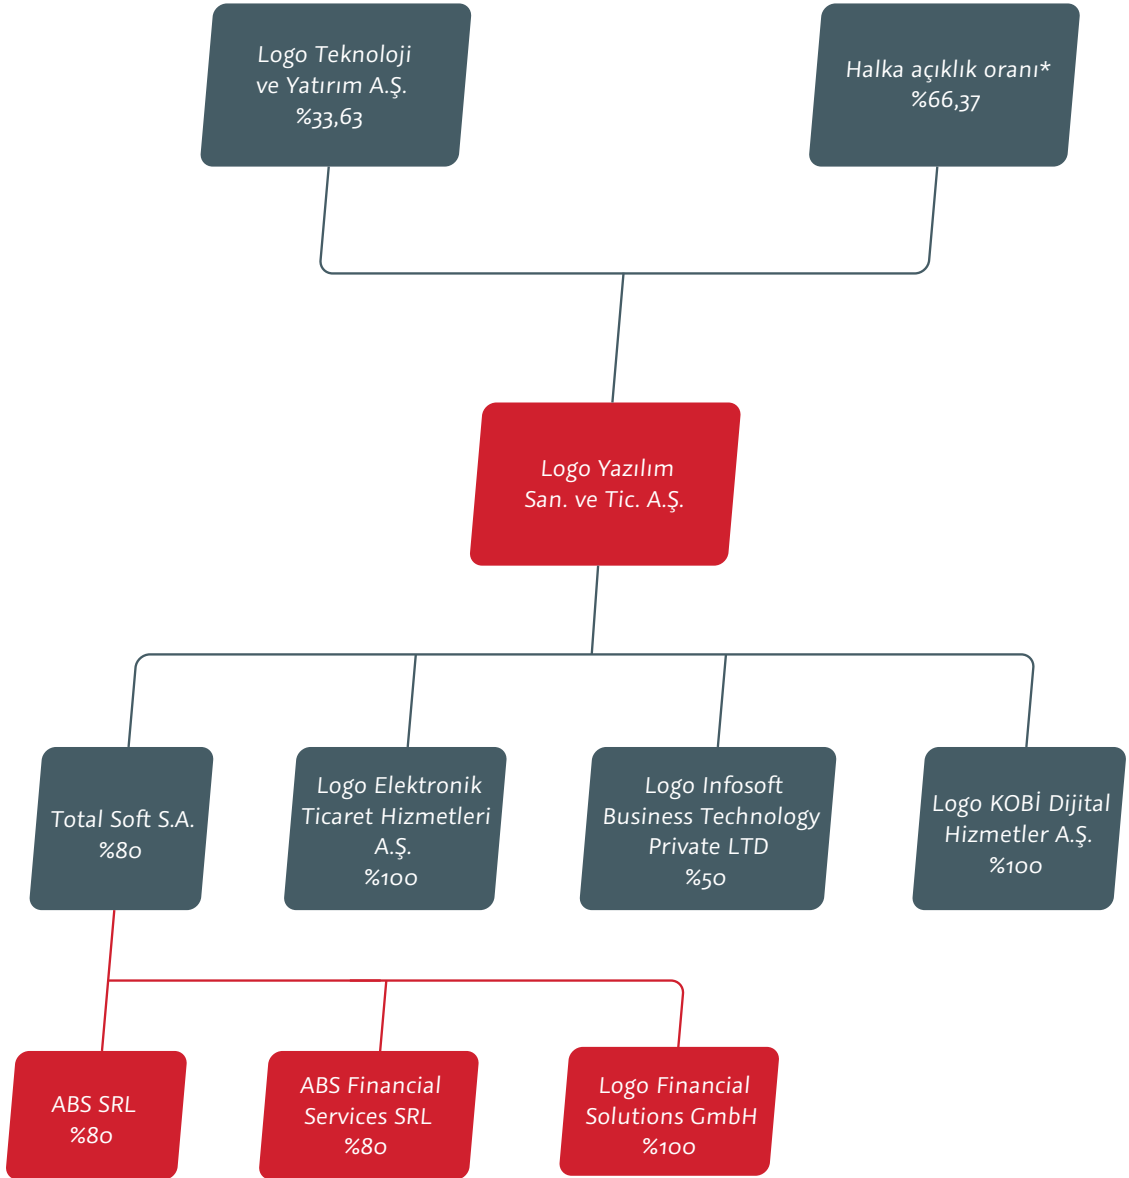 Logo Teknoloji
ve Yatırım A.Ş.
%33,63
Halka açıklık oranı*
%66,37
Logo Yazılım
San. ve Tic. A.Ş.
Total Soft S.A.
%80
Logo Elektronik
Ticaret Hizmetleri
A.Ş.
%100
Logo Infosoft
Business Technology
Private LTD
%50
Logo KOBİ Dijital
Hizmetler A.Ş.
%100
ABS SRL
%80
ABS Financial
Services SRL
%80
Logo Financial
Solutions GmbH
%100